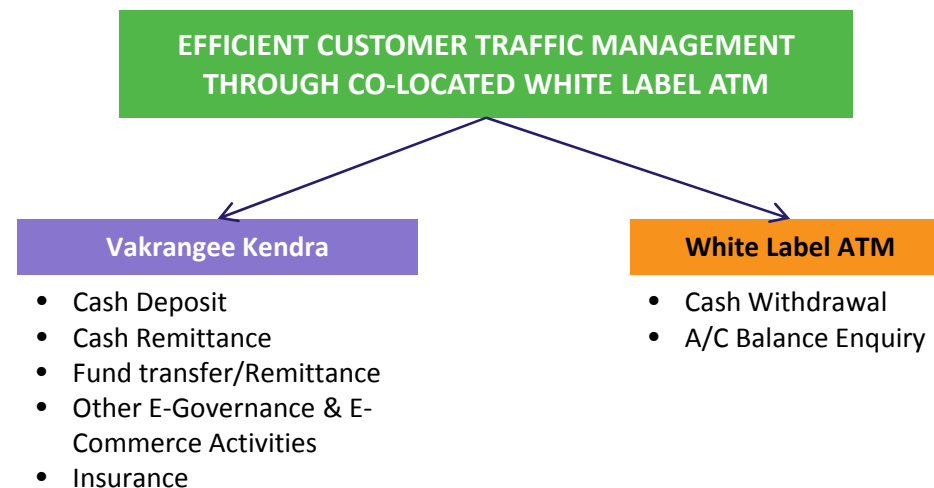 EFFICIENT CUSTOMER TRAFFIC MANAGEMENT
THROUGH CO-LOCATED WHITE LABEL ATM
Vakrangee Kendra
• Cash Deposit
• Cash Remittance
• Fund transfer/Remittance
• Other E-Governance & E-
Commerce Activities
• Insurance
White Label ATM
• Cash Withdrawal
• A/C Balance Enquiry